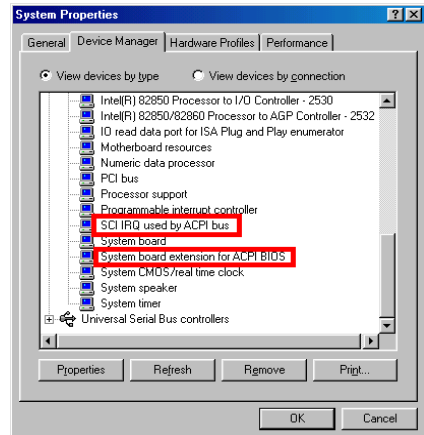 System Properties
General Device Manager Hardware Profiles Performance
View devices by type View devices by connection
Intel(R) 82850 Processor to I/O Controller - 2530
Intel(R) 82850/82860 Processor to AGP Controller - 2532
IO read data port for ISA Plug and Play enumerator
Motherboard resources
Numeric data processor
PCI bus
Processor support
Programmable interrupt controller
SCI IRQ used by ACPI bus
System board
System board extension for ACPI BIOS
System CMOS/real time clock
System speaker
System timer
Universal Serial Bus controllers
Properties Refresh Remove Print...
OK Cancel